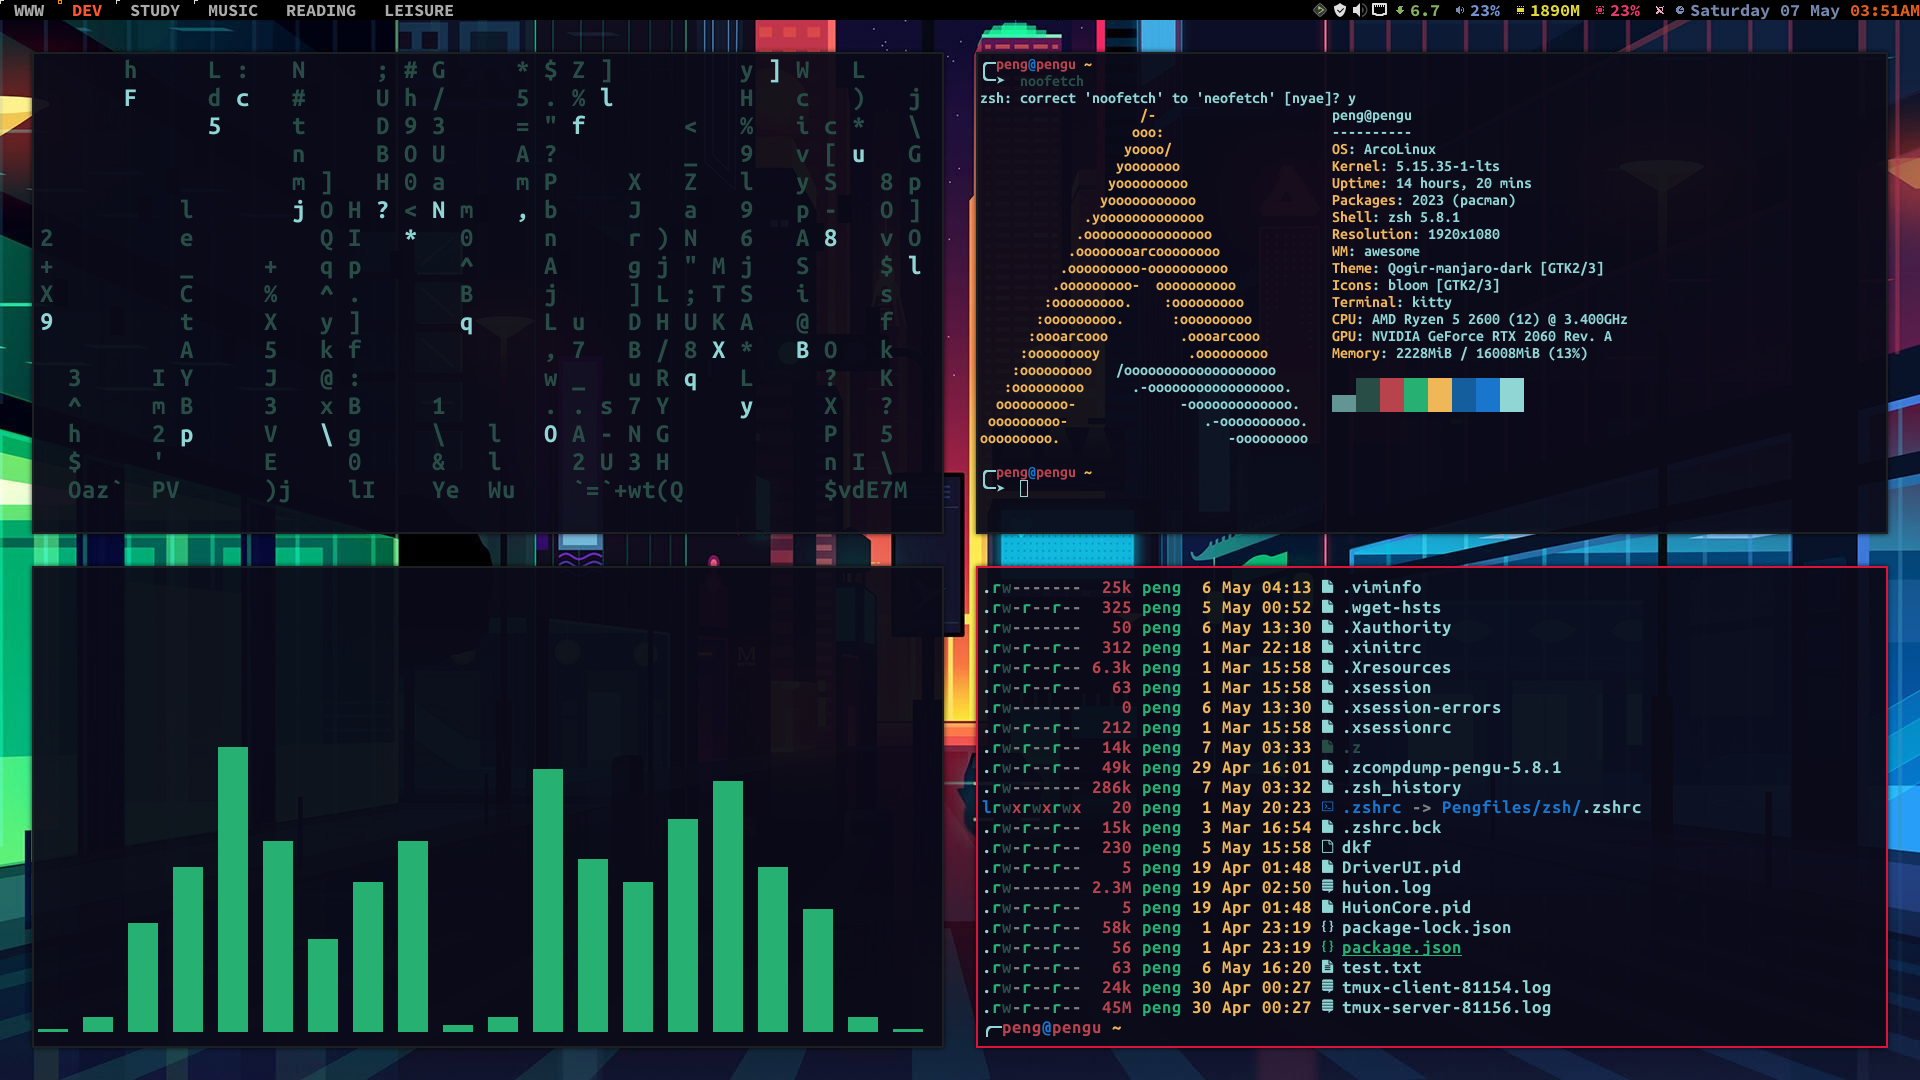 WWW DEV STUDY MUSIC READING LEISURE 6.7 23% 1890M 23% Saturday 07 May 03:51AM
h L : N ; # G * $ Z ] y ] W L
F d c # U h / 5 . % l H c ) j
5 t D 9 3 = " f < % i c * \
n B O U A ? _ 9 v [ u G
m ] H 0 a m P X Z l y S 8 p
l j O H ? < N m , b J a 9 p - O ]
2 e Q I * 0 n r ) N 6 A 8 v O
+ _ + q p ^ A g j " M j S $ l
X C % ^ . B j ] L ; T S i s
9 t X y ] q L u D H U K A @ f
A 5 k f , 7 B / 8 X * B O k
3 I Y J @ : w _ u R q L ? K
^ m B 3 x B 1 . . s 7 Y y X ?
h 2 p V \ g \ l O A - N G P 5
$ ' E 0 & l 2 U 3 H n I \
Oaz` PV )j lI Ye Wu `=`+wt(Q $vdE7M
peng@pengu ~
noofetch
zsh: correct 'noofetch' to 'neofetch' [nyae]? y
/- peng@pengu
ooo: ----------
yoooo/ OS: ArcoLinux
yooooooo Kernel: 5.15.35-1-lts
yooooooooo Uptime: 14 hours, 20 mins
yooooooooooo Packages: 2023 (pacman)
.yooooooooooooo Shell: zsh 5.8.1
.oooooooooooooooo Resolution: 1920x1080
.oooooooarcoooooooo WM: awesome
.ooooooooo-oooooooooo Theme: Qogir-manjaro-dark [GTK2/3]
.ooooooooo- oooooooooo Icons: bloom [GTK2/3]
:ooooooooo. :ooooooooo Terminal: kitty
:ooooooooo. :ooooooooo CPU: AMD Ryzen 5 2600 (12) @ 3.400GHz
:oooarcooo .oooarcooo GPU: NVIDIA GeForce RTX 2060 Rev. A
:ooooooooy .ooooooooo Memory: 2228MiB / 16008MiB (13%)
:ooooooooo /ooooooooooooooooooo
:ooooooooo .-ooooooooooooooooo.
ooooooooo- -ooooooooooooo.
ooooooooo- .-ooooooooooo.
ooooooooo. -ooooooooo
peng@pengu ~
.rw------- 25k peng 6 May 04:13 .viminfo
.rw-r--r-- 325 peng 5 May 00:52 .wget-hsts
.rw------- 50 peng 6 May 13:30 .Xauthority
.rw-r--r-- 312 peng 1 Mar 22:18 .xinitrc
.rw-r--r-- 6.3k peng 1 Mar 15:58 .Xresources
.rw-r--r-- 63 peng 1 Mar 15:58 .xsession
.rw------- 0 peng 6 May 13:30 .xsession-errors
.rw-r--r-- 212 peng 1 Mar 15:58 .xsessionrc
.rw-r--r-- 14k peng 7 May 03:33 .z
.rw-r--r-- 49k peng 29 Apr 16:01 .zcompdump-pengu-5.8.1
.rw------- 286k peng 7 May 03:32 .zsh_history
lrwxrwxrwx 20 peng 1 May 20:23 .zshrc -> Pengfiles/zsh/.zshrc
.rw-r--r-- 15k peng 3 Mar 16:54 .zshrc.bck
.rw-r--r-- 230 peng 5 May 15:58 dkf
.rw-r--r-- 5 peng 19 Apr 01:48 DriverUI.pid
.rw------- 2.3M peng 19 Apr 02:50 huion.log
.rw-r--r-- 5 peng 19 Apr 01:48 HuionCore.pid
.rw-r--r-- 58k peng 1 Apr 23:19 package-lock.json
.rw-r--r-- 56 peng 1 Apr 23:19 package.json
.rw-r--r-- 63 peng 6 May 16:20 test.txt
.rw-r--r-- 24k peng 30 Apr 00:27 tmux-client-81154.log
.rw-r--r-- 45M peng 30 Apr 00:27 tmux-server-81156.log
peng@pengu ~